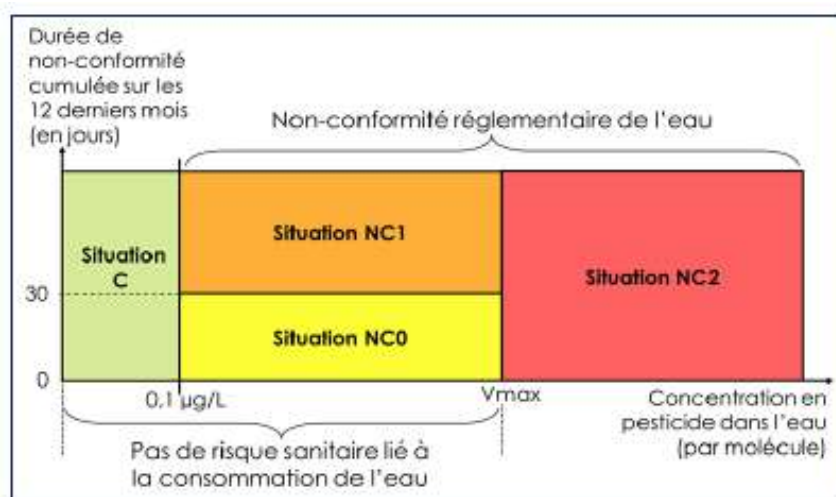 Durée de
non-conformité
cumulée sur les
12 derniers mois
(en jours)
Non-conformité réglementaire de l'eau
Situation
C
Situation NC1
Situation NC2
30
Situation NC0
0
0,1 µg/L
Vmax
Concentration en
pesticide dans l'eau
(par molécule)
Pas de risque sanitaire lié à
la consommation de l'eau